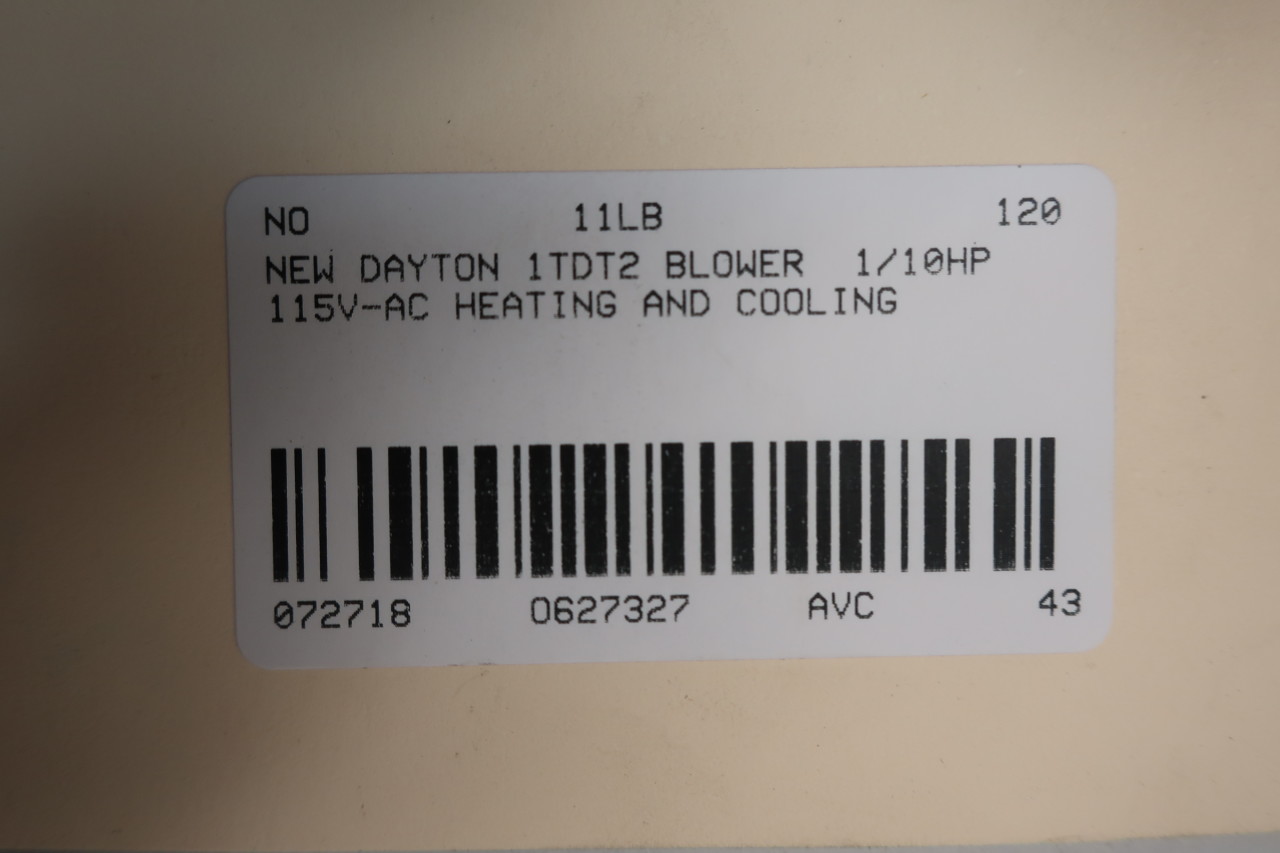 NO 11LB 120
NEW DAYTON 1TDT2 BLOWER 1/10HP
115V-AC HEATING AND COOLING
072718 0627327 AVC 43